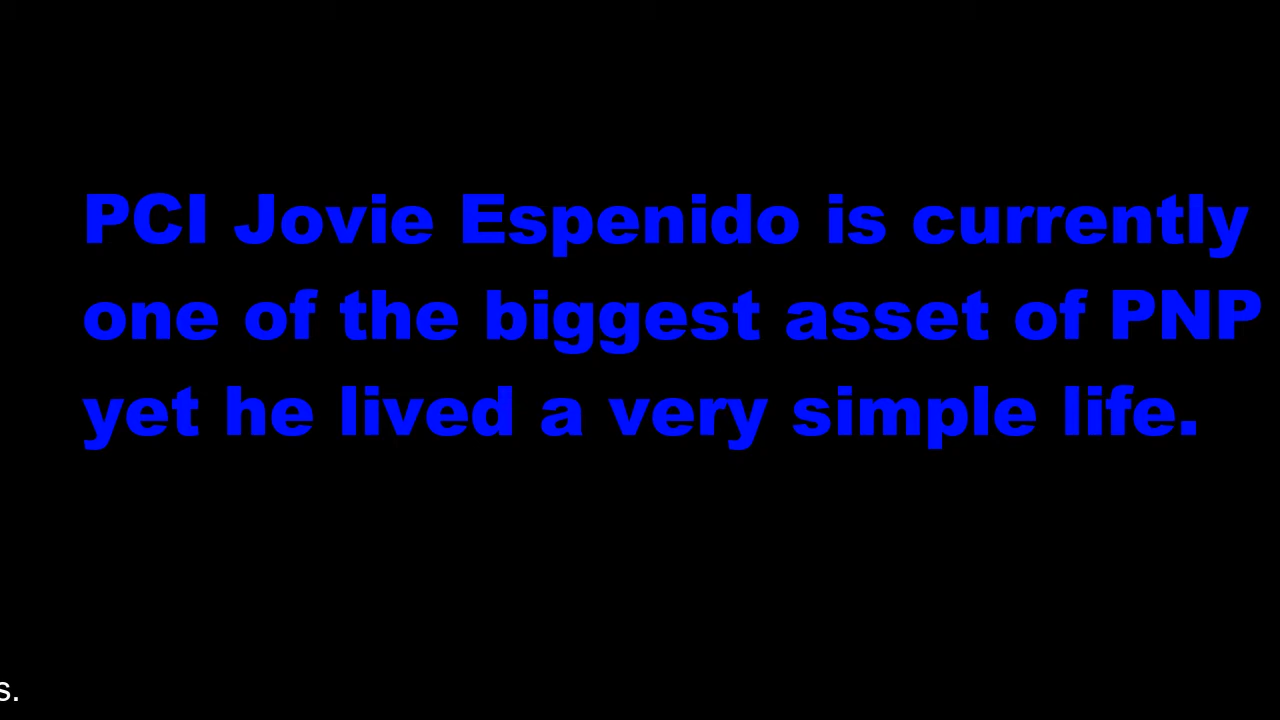 PCI Jovie Espenido is currently
one of the biggest asset of PNP
yet he lived a very simple life.
s.